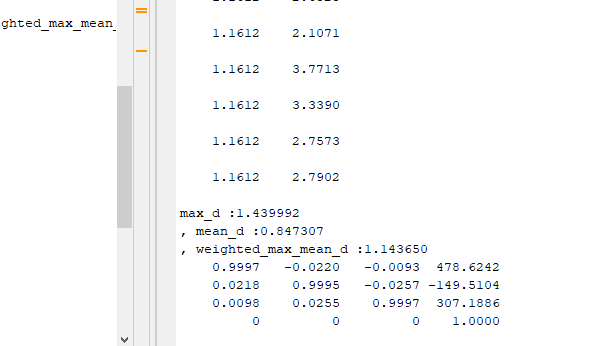 ghted_max_mean_
1.1612 2.1071
1.1612 3.7713
1.1612 3.3390
1.1612 2.7573
1.1612 2.7902
max_d :1.439992
, mean_d :0.847307
, weighted_max_mean_d :1.143650
0.9997 -0.0220 -0.0093 478.6242
0.0218 0.9995 -0.0257 -149.5104
0.0098 0.0255 0.9997 307.1886
0 0 0 1.0000